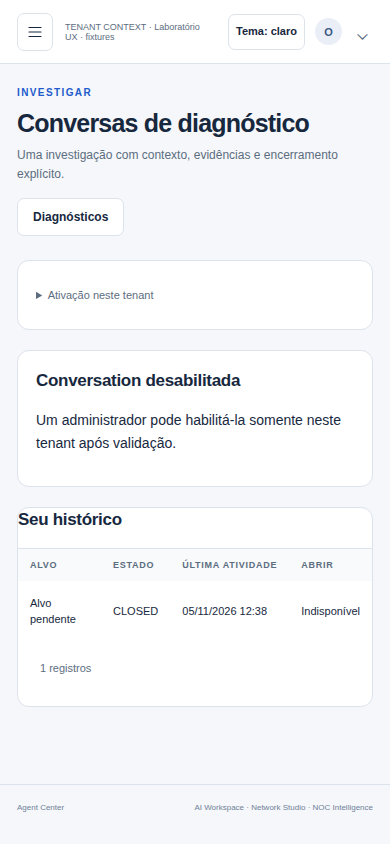 TENANT CONTEXT · Laboratório
UX · fixtures
Tema: claro
O
INVESTIGAR
Conversas de diagnóstico
Uma investigação com contexto, evidências e encerramento
explícito.
Diagnósticos
Ativação neste tenant
Conversation desabilitada
Um administrador pode habilitá-la somente neste
tenant após validação.
Seu histórico
ALVO ESTADO ÚLTIMA ATIVIDADE ABRIR
Alvo
pendente CLOSED 05/11/2026 12:38 Indisponível
1 registros
Agent Center AI Workspace · Network Studio · NOC Intelligence